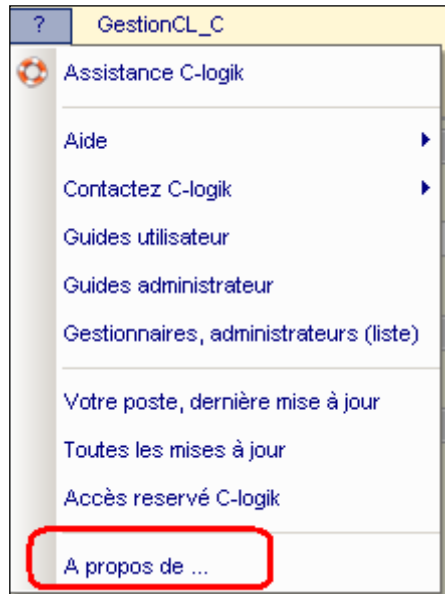 ? GestionCL_C
Assistance C-logik
Aide
Contactez C-logik
Guides utilisateur
Guides administrateur
Gestionnaires, administrateurs (liste)
Votre poste, dernière mise à jour
Toutes les mises à jour
Accès reservé C-logik
A propos de ...